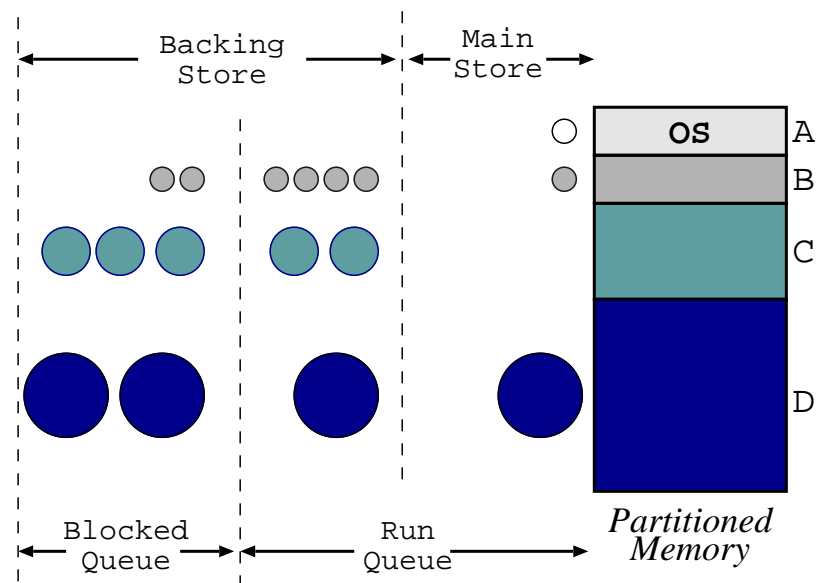 Backing
Store
Main
Store
OS
A
B
C
D
Blocked
Queue
Run
Queue
Partitioned
Memory